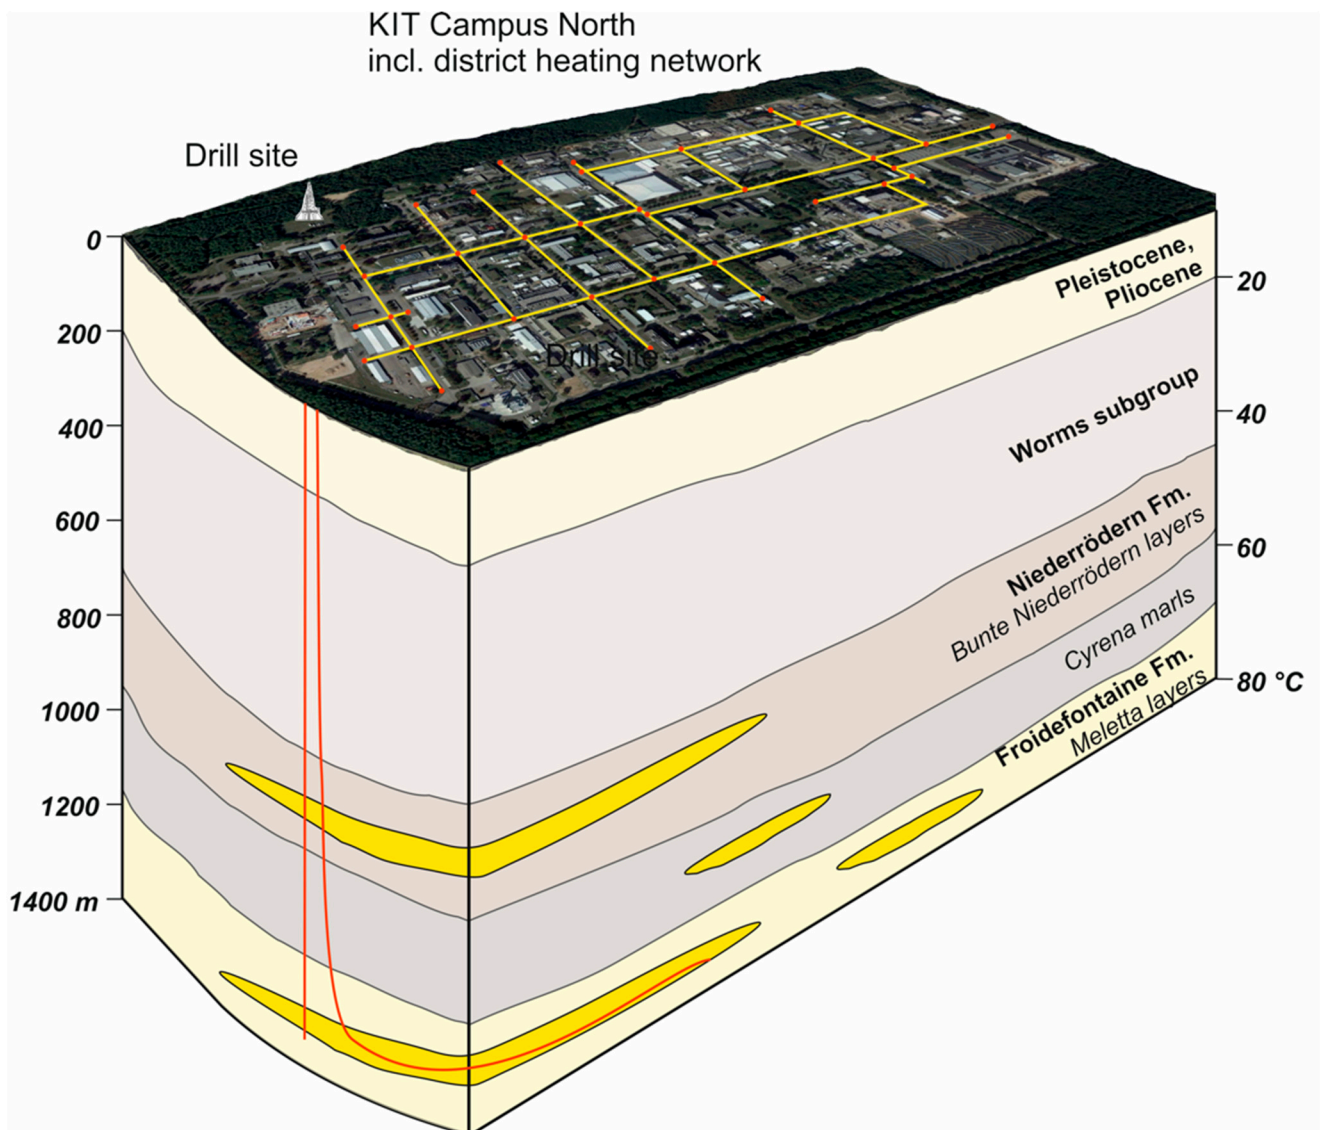 KIT Campus North
incl. district heating network
Drill site
Drill site
0
200
400
600
800
1000
1200
1400 m
20
40
60
80 °C
Pleistocene,
Pliocene
Worms subgroup
Niederrödern Fm.
Bunte Niederrödern layers
Cyrena marls
Froidefontaine Fm.
Meletta layers